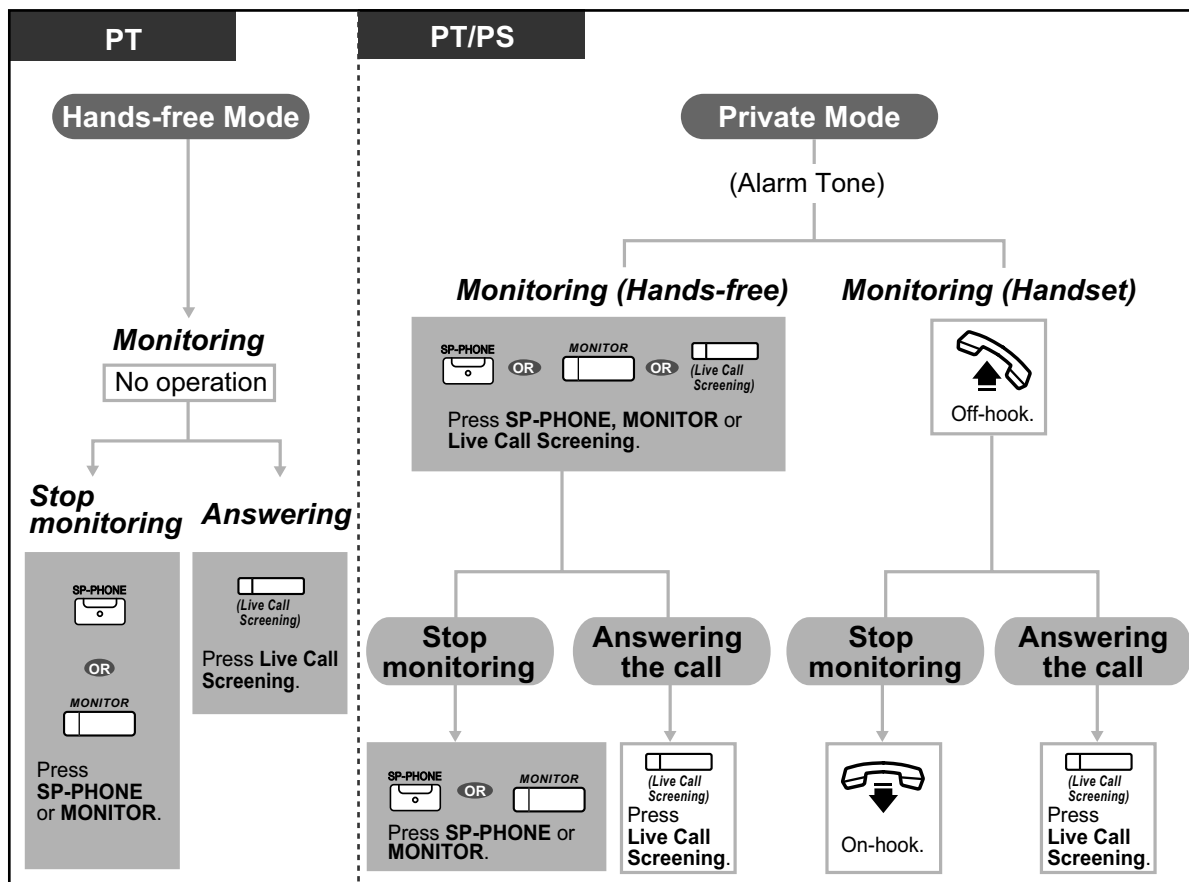 PT
Hands-free Mode
Monitoring
No operation
Stop
monitoring
SP-PHONE
OR
MONITOR
Press
SP-PHONE
or MONITOR.
Answering
(Live Call
Screening)
Press Live Call
Screening.
PT/PS
Private Mode
(Alarm Tone)
Monitoring (Hands-free)
SP-PHONE OR MONITOR OR (Live Call
Screening)
Press SP-PHONE, MONITOR or
Live Call Screening.
Stop
monitoring
SP-PHONE OR MONITOR
Press SP-PHONE or
MONITOR.
Answering
the call
(Live Call
Screening)
Press
Live Call
Screening.
Monitoring (Handset)
Off-hook.
Stop
monitoring
On-hook.
Answering
the call
(Live Call
Screening)
Press
Live Call
Screening.